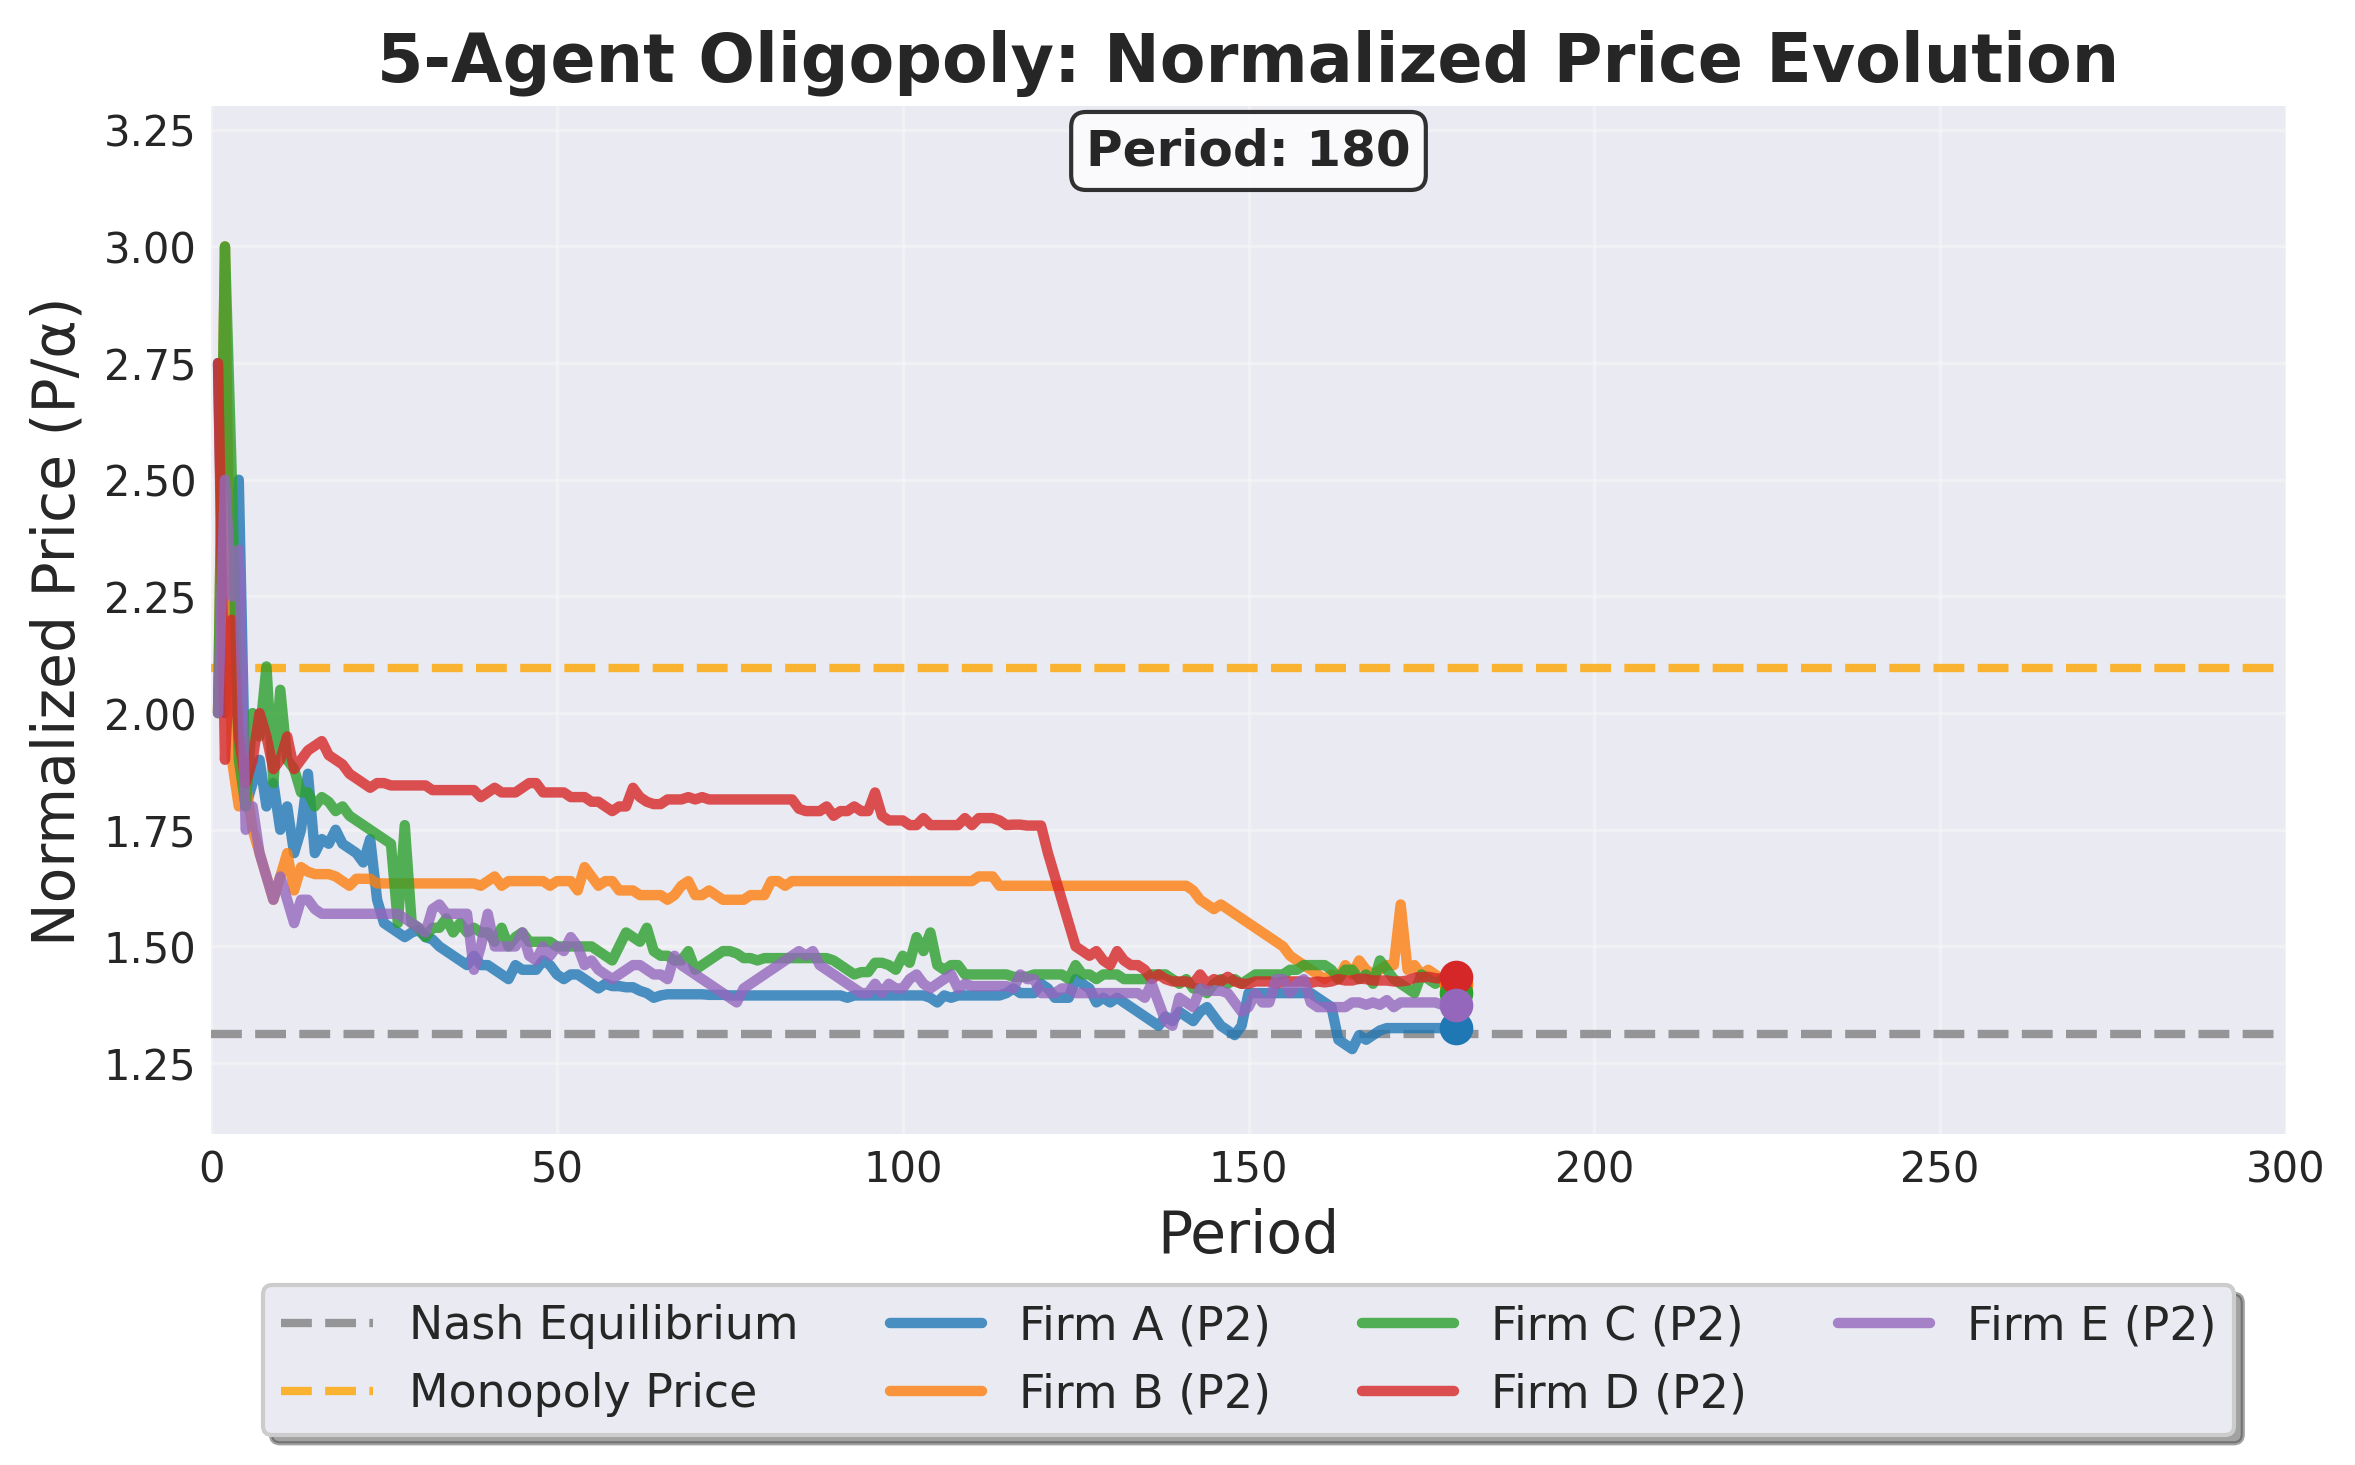 5-Agent Oligopoly: Normalized Price Evolution
Period: 180
Normalized Price (P/α)
3.25
3.00
2.75
2.50
2.25
2.00
1.75
1.50
1.25
0 50 100 150 200 250 300
Period
Nash Equilibrium Firm A (P2) Firm C (P2) Firm E (P2)
Monopoly Price Firm B (P2) Firm D (P2)